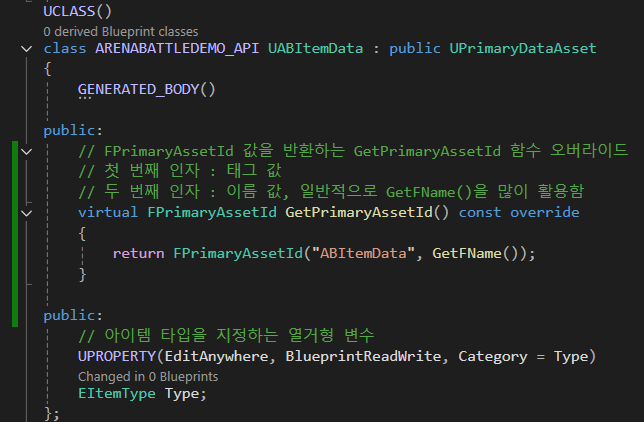 UCLASS()
0 derived Blueprint classes
class ARENABATTLEDEMO_API UABItemData : public UPrimaryDataAsset
{
GENERATED_BODY()
public:
// FPrimaryAssetId 값을 반환하는 GetPrimaryAssetId 함수 오버라이드
// 첫 번째 인자 : 태그 값
// 두 번째 인자 : 이름 값, 일반적으로 GetFName()을 많이 활용함
virtual FPrimaryAssetId GetPrimaryAssetId() const override
{
return FPrimaryAssetId("ABItemData", GetFName());
}
public:
// 아이템 타입을 지정하는 열거형 변수
UPROPERTY(EditAnywhere, BlueprintReadWrite, Category = Type)
Changed in 0 Blueprints
EItemType Type;
};